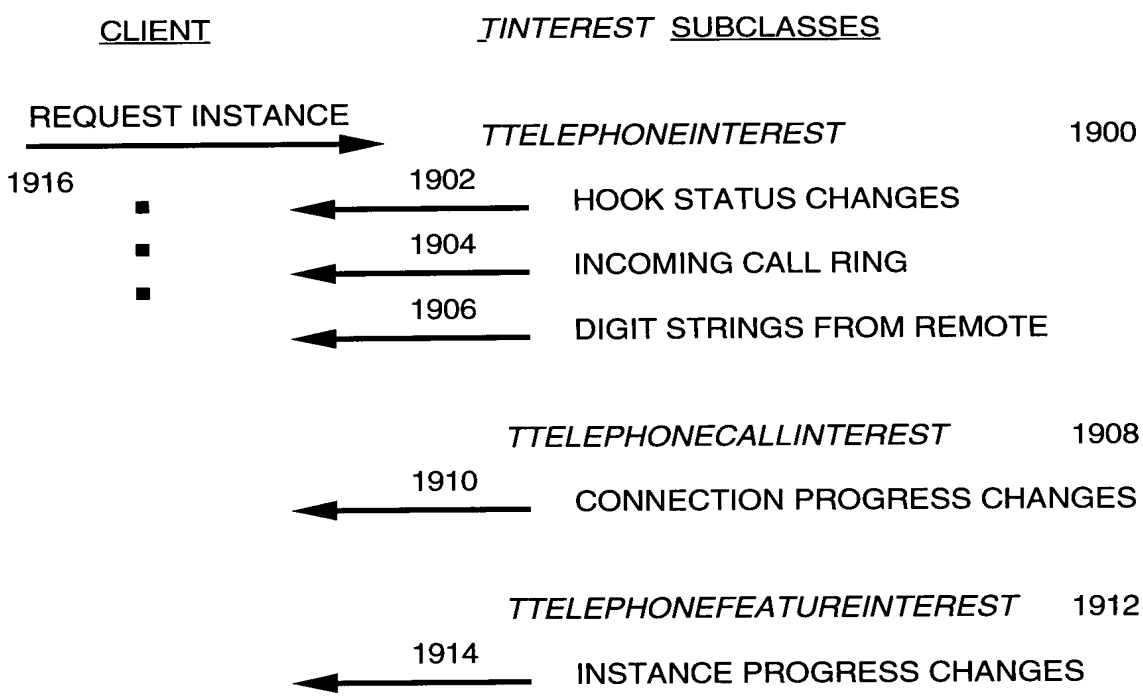 CLIENT TINTEREST SUBCLASSES
REQUEST INSTANCE
TTELEPHONEINTEREST 1900
1916
1902 HOOK STATUS CHANGES
1904 INCOMING CALL RING
1906 DIGIT STRINGS FROM REMOTE
TTELEPHONECALLINTEREST 1908
1910 CONNECTION PROGRESS CHANGES
TTELEPHONEFEATUREINTEREST 1912
1914 INSTANCE PROGRESS CHANGES